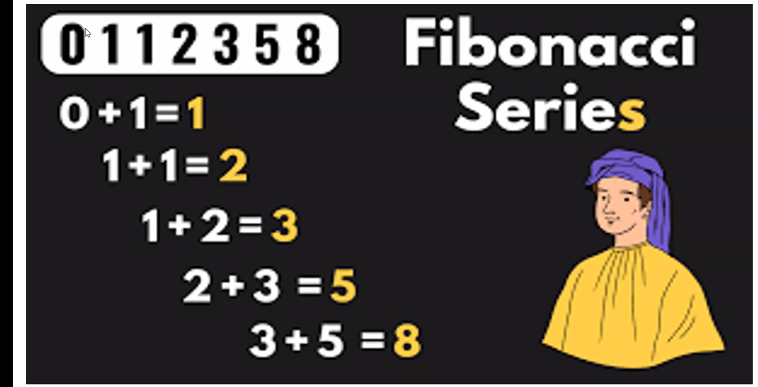 0 1 1 2 3 5 8
Fibonacci
Series
0+1=1
1+1=2
1+2=3
2+3=5
3+5=8